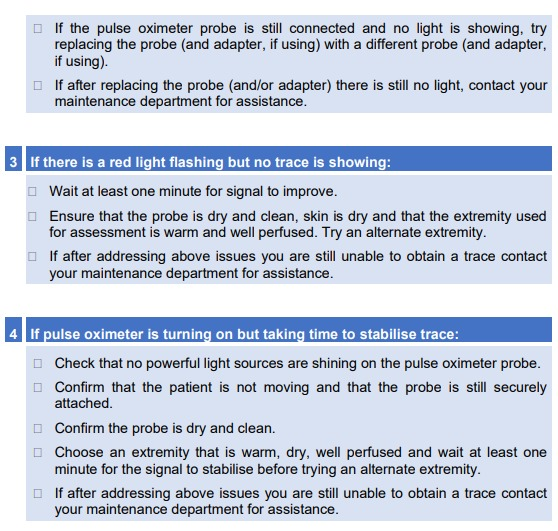 If the pulse oximeter probe is still connected and no light is showing, try
replacing the probe (and adapter, if using) with a different probe (and adapter,
if using).
If after replacing the probe (and/or adapter) there is still no light, contact your
maintenance department for assistance.
3 If there is a red light flashing but no trace is showing:
Wait at least one minute for signal to improve.
Ensure that the probe is dry and clean, skin is dry and that the extremity used
for assessment is warm and well perfused. Try an alternate extremity.
If after addressing above issues you are still unable to obtain a trace contact
your maintenance department for assistance.
4 If pulse oximeter is turning on but taking time to stabilise trace:
Check that no powerful light sources are shining on the pulse oximeter probe.
Confirm that the patient is not moving and that the probe is still securely
attached.
Confirm the probe is dry and clean.
Choose an extremity that is warm, dry, well perfused and wait at least one
minute for the signal to stabilise before trying an alternate extremity.
If after addressing above issues you are still unable to obtain a trace contact
your maintenance department for assistance.